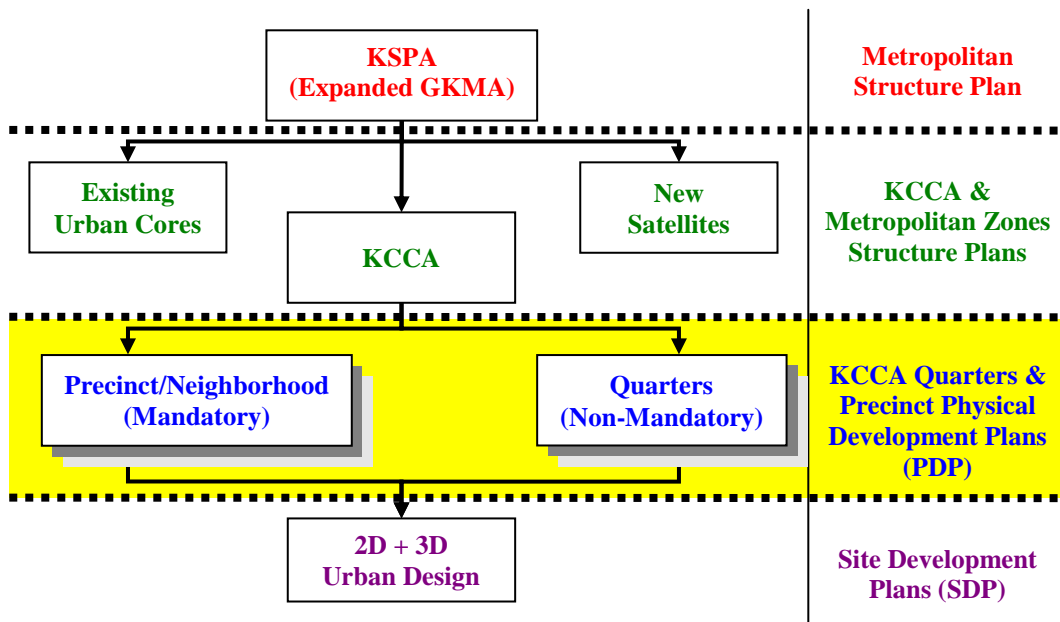 KSPA
(Expanded GKMA)
Metropolitan
Structure Plan
Existing
Urban Cores
KCCA
New
Satellites
KCCA &
Metropolitan Zones
Structure Plans
Precinct/Neighborhood
(Mandatory)
Quarters
(Non-Mandatory)
KCCA Quarters &
Precinct Physical
Development Plans
(PDP)
2D + 3D
Urban Design
Site Development
Plans (SDP)